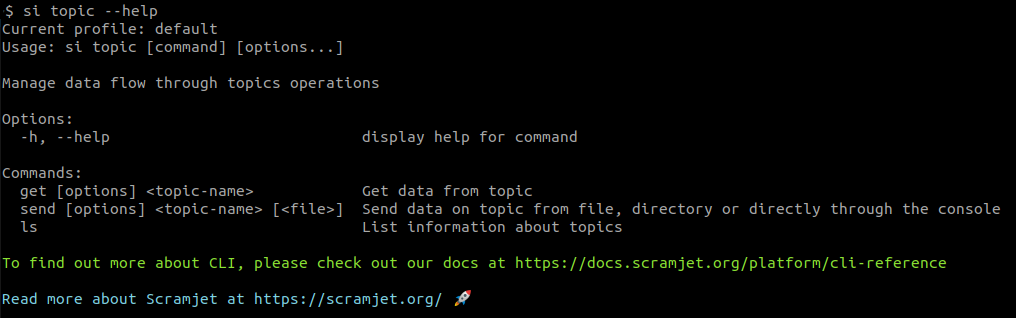 $ si topic --help
Current profile: default
Usage: si topic [command] [options...]
Manage data flow through topics operations
Options:
-h, --help display help for command
Commands:
get [options] <topic-name> Get data from topic
send [options] <topic-name> [<file>] Send data on topic from file, directory or directly through the console
ls List information about topics
To find out more about CLI, please check out our docs at https://docs.scramjet.org/platform/cli-reference
Read more about Scramjet at https://scramjet.org/ 🚀